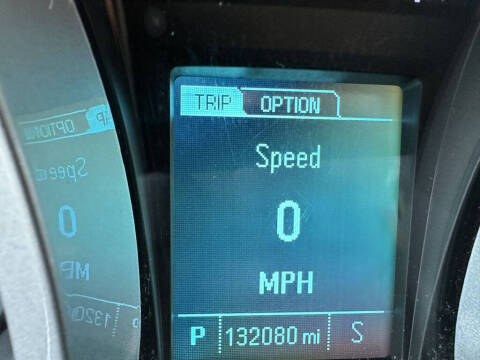 TRIP OPTION
Speed
0
MPH
P 132080 mi S